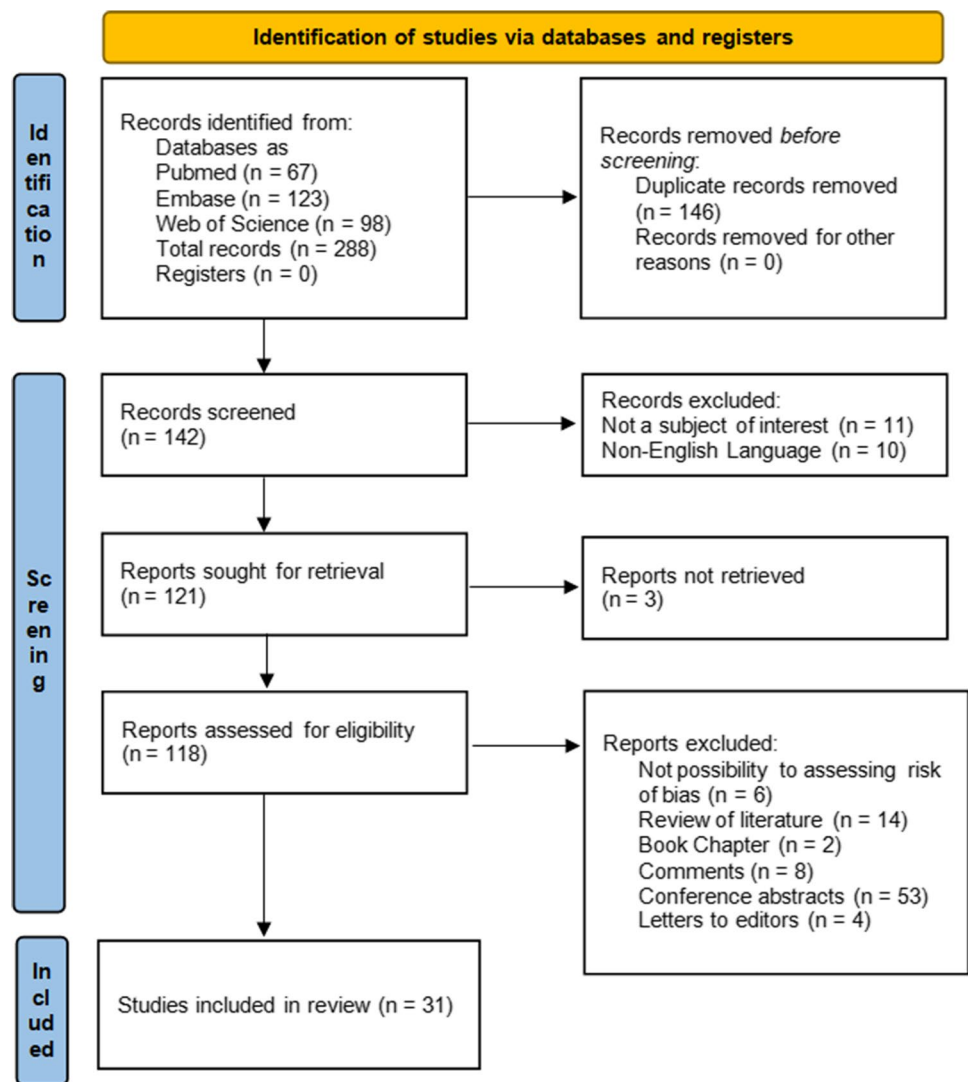 Identification of studies via databases and registers
Id
en
tifi
ca
tio
n
Records identified from:
Databases as
Pubmed (n = 67)
Embase (n = 123)
Web of Science (n = 98)
Total records (n = 288)
Registers (n = 0)
Records removed before
screening:
Duplicate records removed
(n = 146)
Records removed for other
reasons (n = 0)
Sc
re
en
in
g
Records screened
(n = 142)
Records excluded:
Not a subject of interest (n = 11)
Non-English Language (n = 10)
Reports sought for retrieval
(n = 121)
Reports not retrieved
(n = 3)
Reports assessed for eligibility
(n = 118)
Reports excluded:
Not possibility to assessing risk
of bias (n = 6)
Review of literature (n = 14)
Book Chapter (n = 2)
Comments (n = 8)
Conference abstracts (n = 53)
Letters to editors (n = 4)
In
cl
ud
ed
Studies included in review (n = 31)